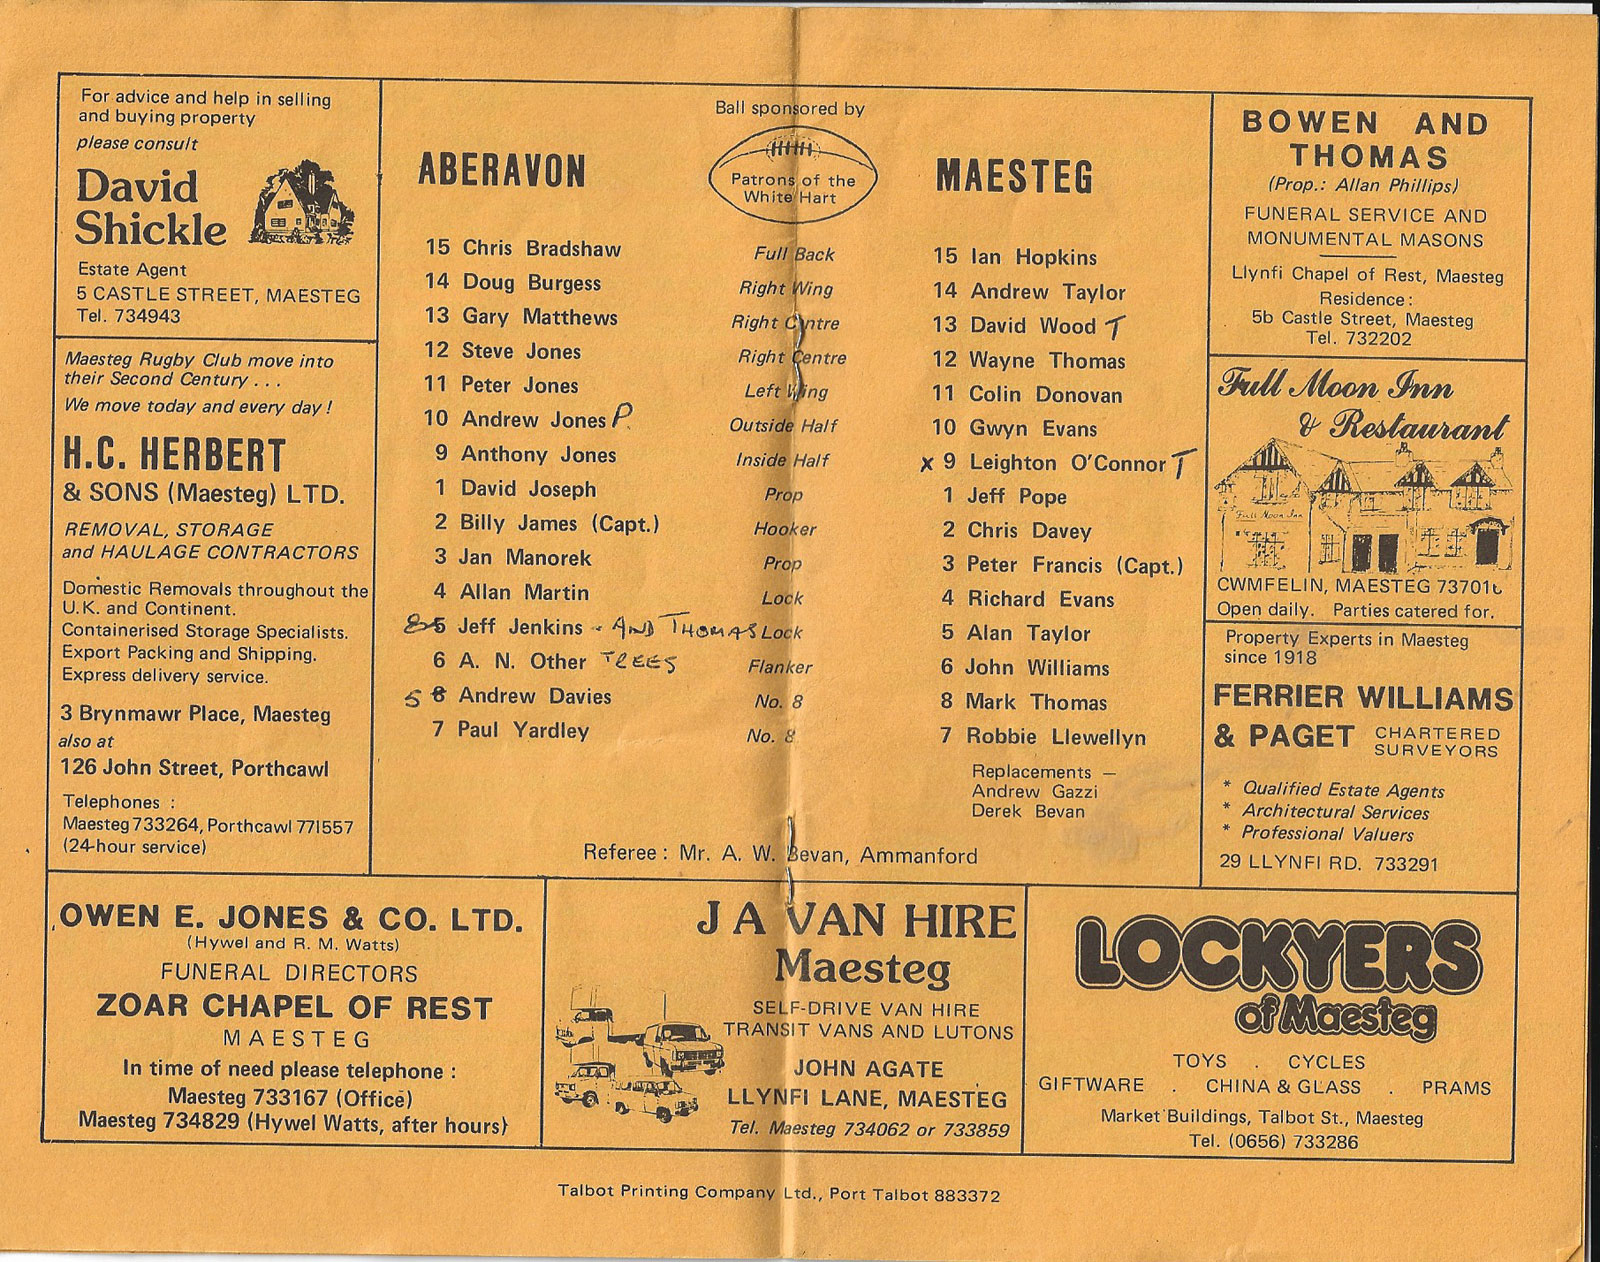 For advice and help in selling
and buying property
please consult
David
Shickle
Estate Agent
5 CASTLE STREET, MAESTEG
Tel. 734943
Maesteg Rugby Club move into
their Second Century . . .
We move today and every day !
H.C. HERBERT
& SONS (Maesteg) LTD.
REMOVAL, STORAGE
and HAULAGE CONTRACTORS
Domestic Removals throughout the
U.K. and Continent.
Containerised Storage Specialists.
Export Packing and Shipping.
Express delivery service.
3 Brynmawr Place, Maesteg
also at
126 John Street, Porthcawl
Telephones :
Maesteg 733264, Porthcawl 771557
(24-hour service)
Ball sponsored by
Patrons of the
White Hart
ABERAVON
MAESTEG
15 Chris Bradshaw Full Back 15 Ian Hopkins
14 Doug Burgess Right Wing 14 Andrew Taylor
13 Gary Matthews Right Centre 13 David Wood T
12 Steve Jones Right Centre 12 Wayne Thomas
11 Peter Jones Left Wing 11 Colin Donovan
10 Andrew Jones P. Outside Half 10 Gwyn Evans
9 Anthony Jones Inside Half x 9 Leighton O'Connor T
1 David Joseph Prop 1 Jeff Pope
2 Billy James (Capt.) Hooker 2 Chris Davey
3 Jan Manorek Prop 3 Peter Francis (Capt.)
4 Allan Martin Lock 4 Richard Evans
8 5 Jeff Jenkins - AND THOMAS Lock 5 Alan Taylor
6 A. N. Other TREES Flanker 6 John Williams
5 8 Andrew Davies No. 8 8 Mark Thomas
7 Paul Yardley No. 8 7 Robbie Llewellyn
Replacements —
Andrew Gazzi
Derek Bevan
Referee : Mr. A. W. Bevan, Ammanford
BOWEN AND
THOMAS
(Prop.: Allan Phillips)
FUNERAL SERVICE AND
MONUMENTAL MASONS
Llynfi Chapel of Rest, Maesteg
Residence :
5b Castle Street, Maesteg
Tel. 732202
Full Moon Inn
& Restaurant
Full Moon Inn
CWMFELIN, MAESTEG 737016
Open daily. Parties catered for.
Property Experts in Maesteg
since 1918
FERRIER WILLIAMS
& PAGET CHARTERED
SURVEYORS
* Qualified Estate Agents
* Architectural Services
* Professional Valuers
29 LLYNFI RD. 733291
OWEN E. JONES & CO. LTD.
(Hywel and R. M. Watts)
FUNERAL DIRECTORS
ZOAR CHAPEL OF REST
MAESTEG
In time of need please telephone :
Maesteg 733167 (Office)
Maesteg 734829 (Hywel Watts, after hours)
J A VAN HIRE
Maesteg
SELF-DRIVE VAN HIRE
TRANSIT VANS AND LUTONS
JOHN AGATE
LLYNFI LANE, MAESTEG
Tel. Maesteg 734062 or 733859
LOCKYERS
of Maesteg
TOYS . CYCLES
GIFTWARE . CHINA & GLASS . PRAMS
Market Buildings, Talbot St., Maesteg
Tel. (0656) 733286
Talbot Printing Company Ltd., Port Talbot 883372